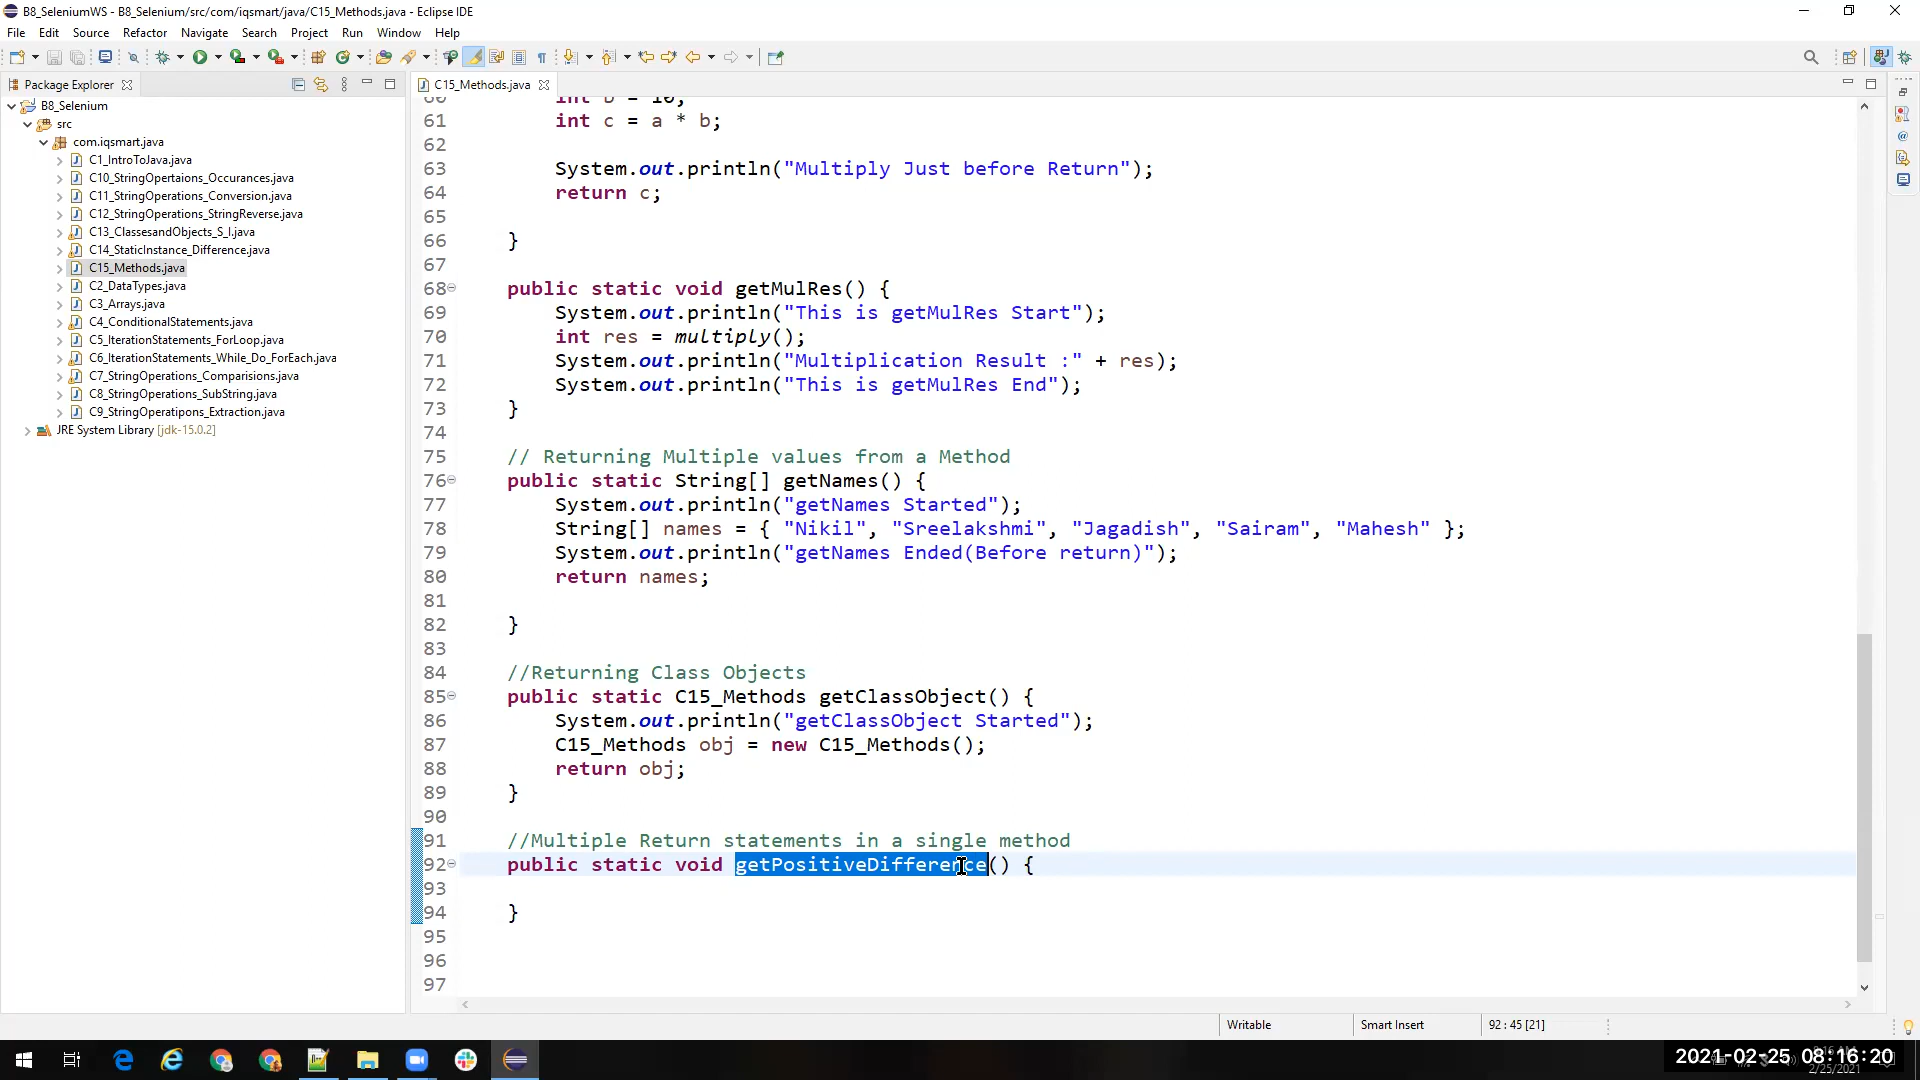 B8_SeleniumWS - B8_Selenium/src/com/iqsmart/java/C15_Methods.java - Eclipse IDE
File Edit Source Refactor Navigate Search Project Run Window Help
Package Explorer
B8_Selenium
src
com.iqsmart.java
C1_IntroToJava.java
C10_StringOpertaions_Occurances.java
C11_StringOperations_Conversion.java
C12_StringOperations_StringReverse.java
C13_ClassesandObjects_S_I.java
C14_StaticInstance_Difference.java
C15_Methods.java
C2_DataTypes.java
C3_Arrays.java
C4_ConditionalStatements.java
C5_IterationStatements_ForLoop.java
C6_IterationStatements_While_Do_ForEach.java
C7_StringOperations_Comparisions.java
C8_StringOperations_SubString.java
C9_StringOperatipons_Extraction.java
JRE System Library [jdk-15.0.2]
C15_Methods.java
60 int b = 10;
61 int c = a * b;
62
63 System.out.println("Multiply Just before Return");
64 return c;
65
66 }
67
68 public static void getMulRes() {
69 System.out.println("This is getMulRes Start");
70 int res = multiply();
71 System.out.println("Multiplication Result :" + res);
72 System.out.println("This is getMulRes End");
73 }
74
75 // Returning Multiple values from a Method
76 public static String[] getNames() {
77 System.out.println("getNames Started");
78 String[] names = { "Nikil", "Sreelakshmi", "Jagadish", "Sairam", "Mahesh" };
79 System.out.println("getNames Ended(Before return)");
80 return names;
81
82 }
83
84 //Returning Class Objects
85 public static C15_Methods getClassObject() {
86 System.out.println("getClassObject Started");
87 C15_Methods obj = new C15_Methods();
88 return obj;
89 }
90
91 //Multiple Return statements in a single method
92 public static void getPositiveDifference() {
93
94 }
95
96
97
Writable Smart Insert 92 : 45 [21]
2021-02-25 08:16:20
2/25/2021